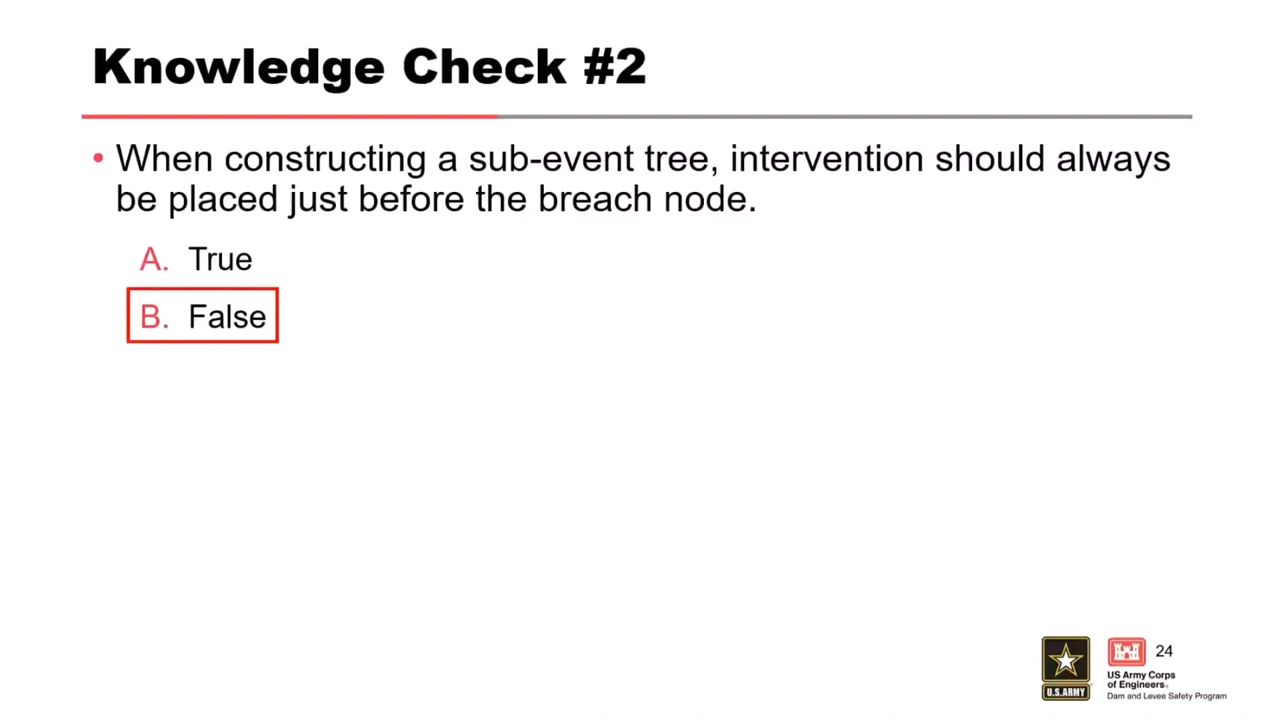 Knowledge Check #2
• When constructing a sub-event tree, intervention should always
be placed just before the breach node.
A. True
B. False
24
U.S.ARMY
US Army Corps
of Engineers®
Dam and Levee Safety Program